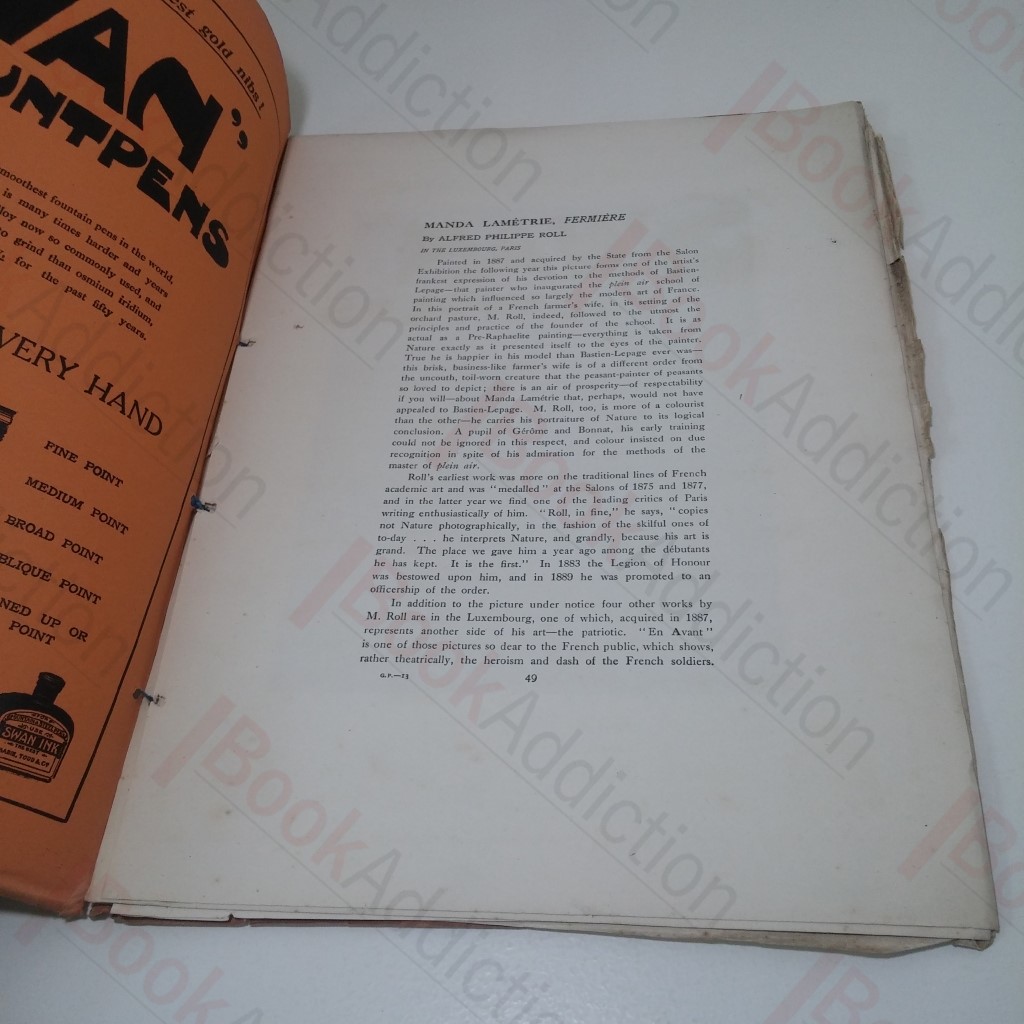 est gold nibs!
WAN"
UNTPENS
smoothest fountain pens in the world.
is many times harder and years
loy now so commonly used, and
to grind than osmium iridium,
for the past fifty years.
VERY HAND
FINE POINT
MEDIUM POINT
BROAD POINT
BLIQUE POINT
NED UP OR
POINT
SWAN INK
MANDA LAMÉTRIE, FERMIÈRE
By ALFRED PHILIPPE ROLL
IN THE LUXEMBOURG, PARIS
Painted in 1887 and acquired by the State from the Salon
Exhibition the following year this picture forms one of the artist's
frankest expression of his devotion to the methods of Bastien-
Lepage—that painter who inaugurated the plein air school of
painting which influenced so largely the modern art of France.
In this portrait of a French farmer's wife, in its setting of the
orchard pasture, M. Roll, indeed, followed to the utmost the
principles and practice of the founder of the school. It is as
actual as a Pre-Raphaelite painting—everything is taken from
Nature exactly as it presented itself to the eyes of the painter.
True he is happier in his model than Bastien-Lepage ever was—
this brisk, business-like farmer's wife is of a different order from
the uncouth, toil-worn creature that the peasant-painter of peasants
so loved to depict; there is an air of prosperity—of respectability
if you will—about Manda Lamétrie that, perhaps, would not have
appealed to Bastien-Lepage. M. Roll, too, is more of a colourist
than the other—he carries his portraiture of Nature to its logical
conclusion. A pupil of Gérôme and Bonnat, his early training
could not be ignored in this respect, and colour insisted on due
recognition in spite of his admiration for the methods of the
master of plein air.
Roll's earliest work was more on the traditional lines of French
academic art and was "medalled" at the Salons of 1875 and 1877,
and in the latter year we find one of the leading critics of Paris
writing enthusiastically of him. "Roll, in fine," he says, "copies
not Nature photographically, in the fashion of the skilful ones of
to-day . . . he interprets Nature, and grandly, because his art is
grand. The place we gave him a year ago among the débutants
he has kept. It is the first." In 1883 the Legion of Honour
was bestowed upon him, and in 1889 he was promoted to an
officership of the order.
In addition to the picture under notice four other works by
M. Roll are in the Luxembourg, one of which, acquired in 1887,
represents another side of his art—the patriotic. "En Avant"
is one of those pictures so dear to the French public, which shows,
rather theatrically, the heroism and dash of the French soldiers.
G.P.—13
49
BookAddiction